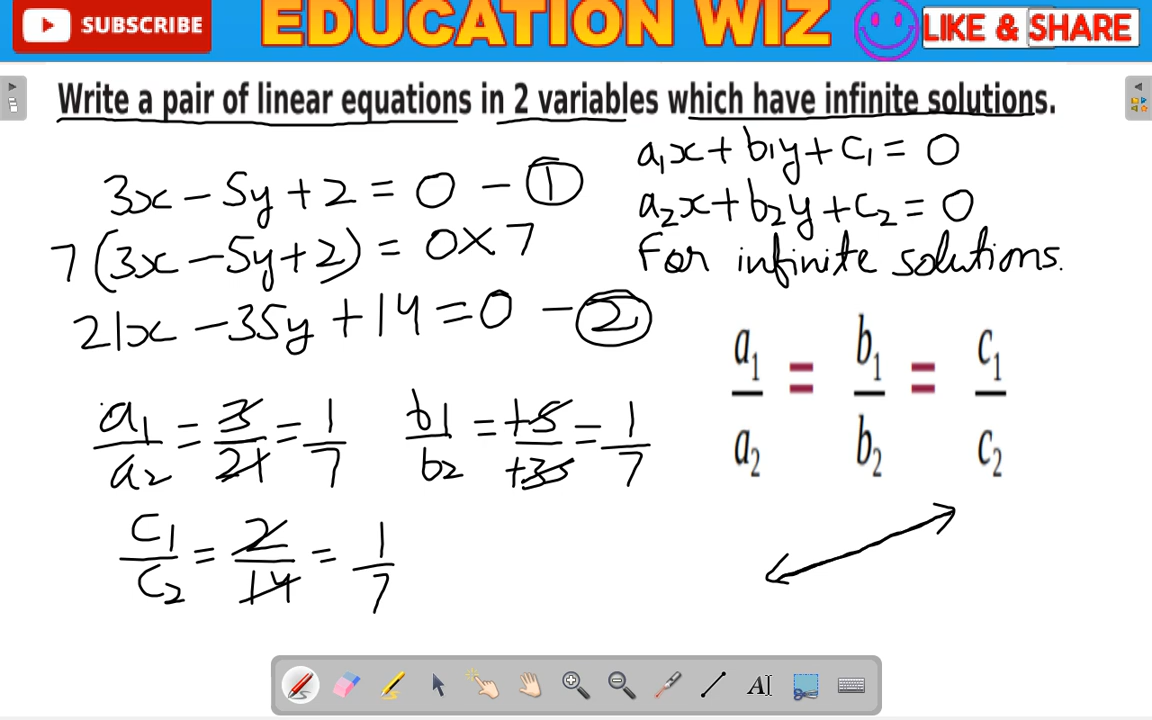 SUBSCRIBE EDUCATION WIZ LIKE & SHARE
Write a pair of linear equations in 2 variables which have infinite solutions.
3x - 5y + 2 = 0 - ①
7(3x - 5y + 2) = 0 × 7
21x - 35y + 14 = 0 - ②
a₁x + b₁y + c₁ = 0
a₂x + b₂y + c₂ = 0
For infinite solutions.
a₁/a₂ = b₁/b₂ = c₁/c₂
a₁/a₂ = 3/21 = 1/7
b₁/b₂ = +5/+35 = 1/7
c₁/c₂ = 2/14 = 1/7
AI